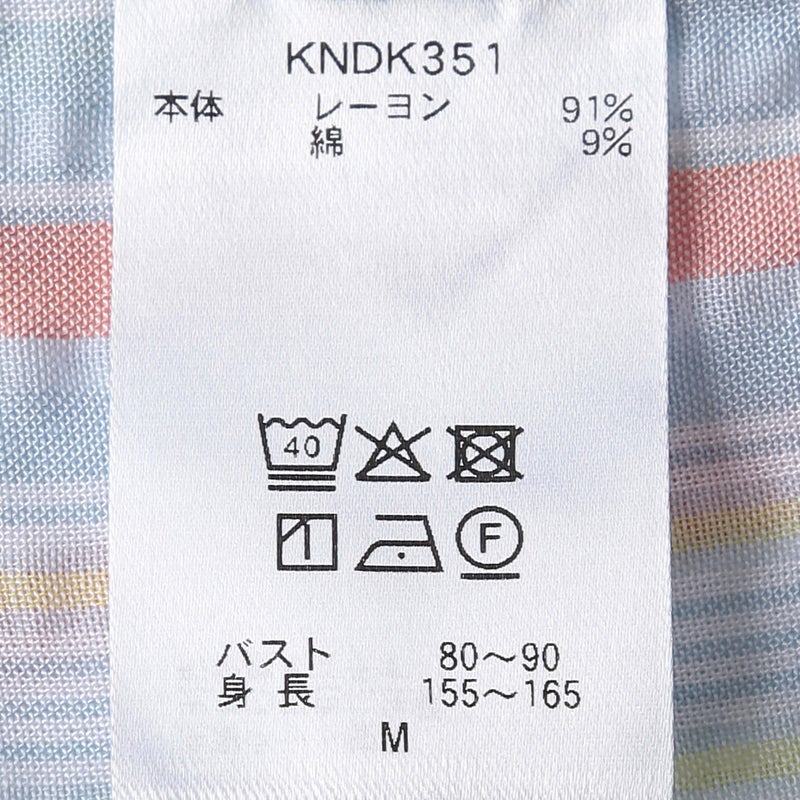 KNDK351
本体 レーヨン 91%
綿 9%
40
F
バスト 80～90
身長 155～165
M